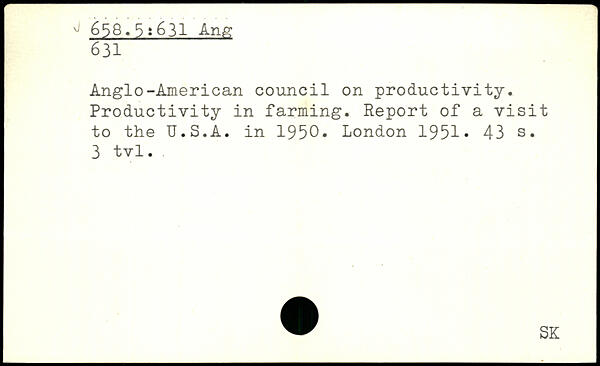 658.5:631 Ang
631
Anglo-American council on productivity.
Productivity in farming. Report of a visit
to the U.S.A. in 1950. London 1951. 43 s.
3 tvl.
SK